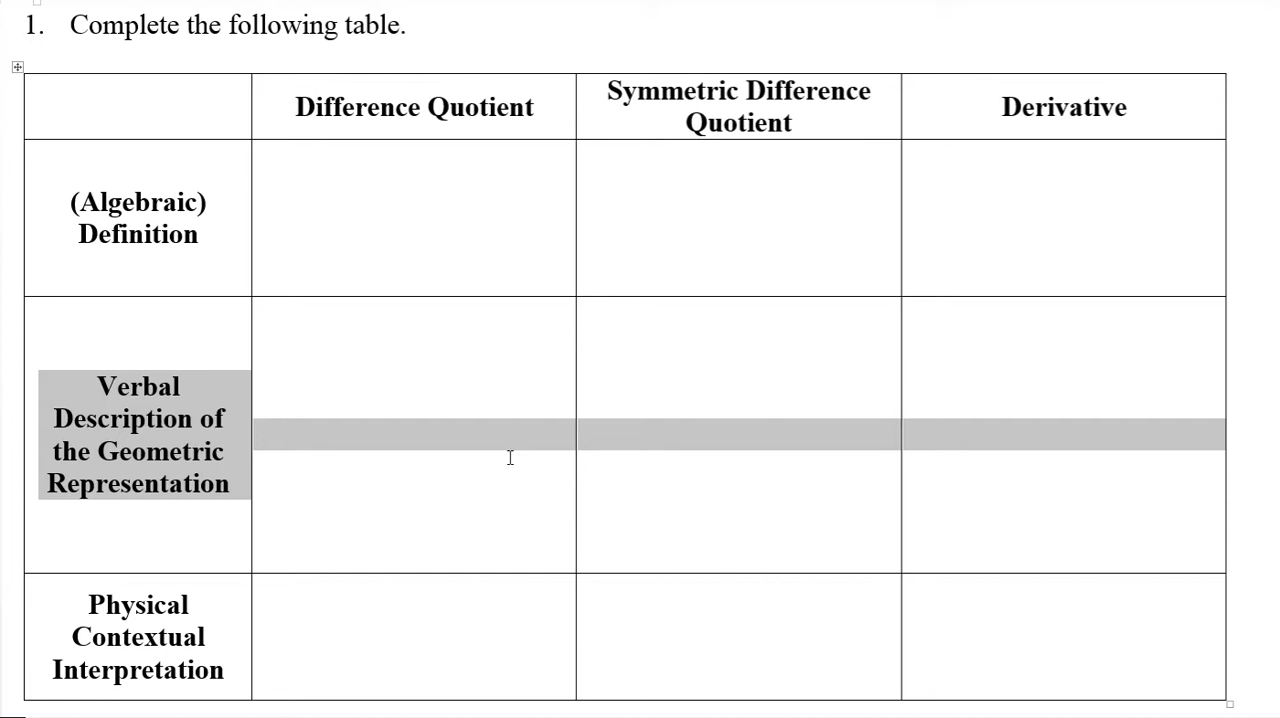 1. Complete the following table.
Difference Quotient
Symmetric Difference
Quotient
Derivative
(Algebraic)
Definition
Verbal
Description of
the Geometric
Representation
Physical
Contextual
Interpretation